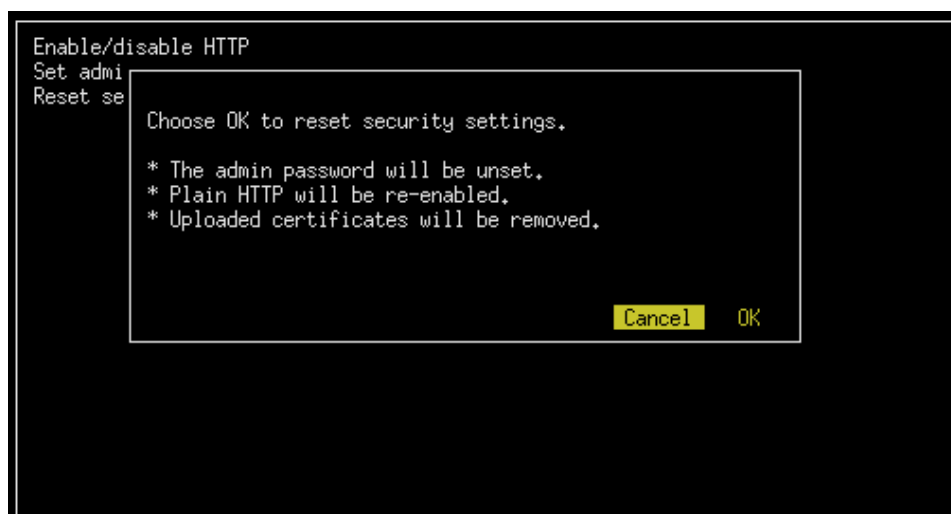 Enable/disable HTTP
Set admi
Reset se
Choose OK to reset security settings.
* The admin password will be unset.
* Plain HTTP will be re-enabled.
* Uploaded certificates will be removed.
Cancel OK